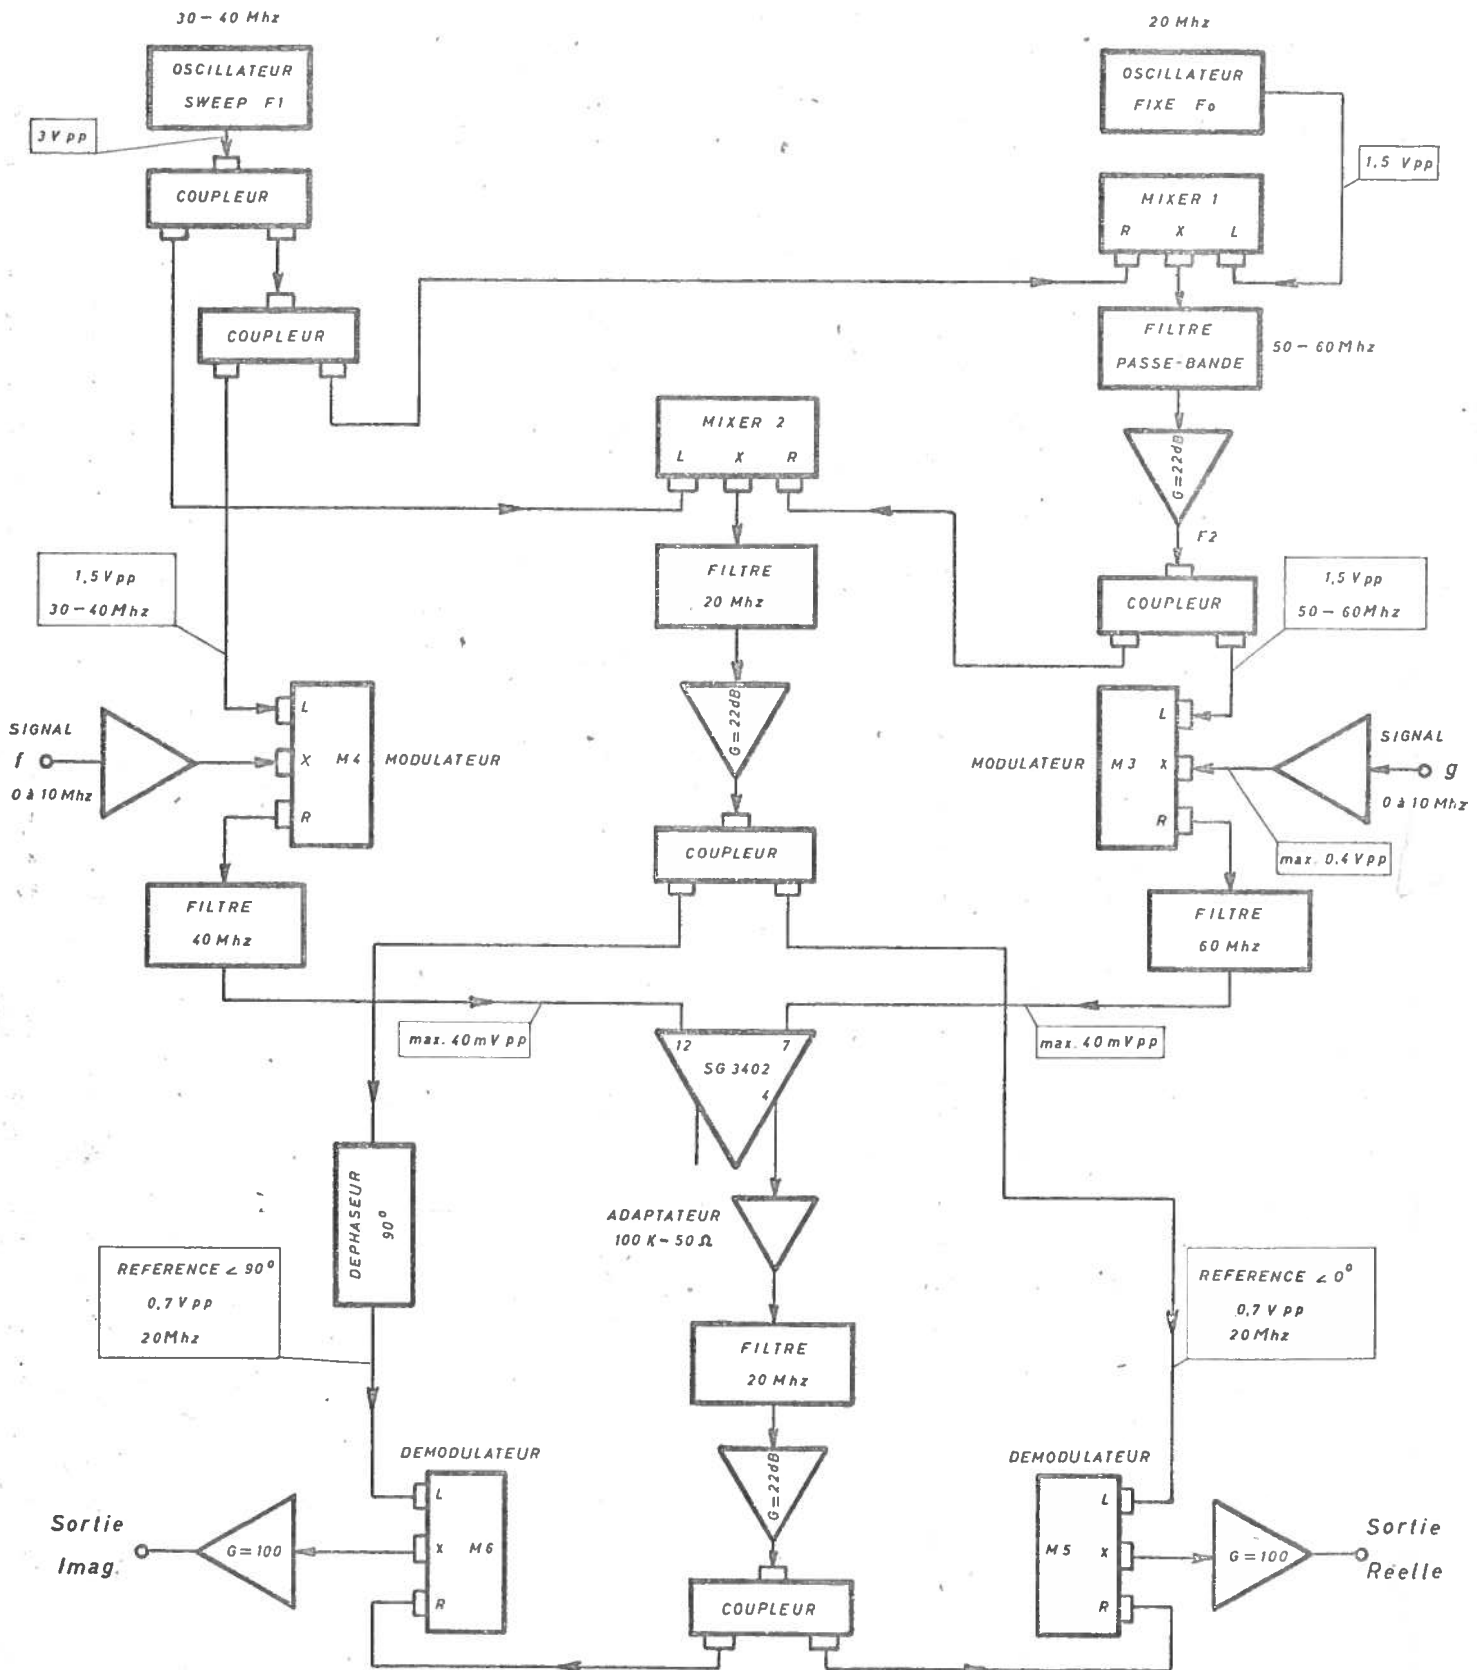 30-40 Mhz
OSCILLATEUR
SWEEP F1
3 V pp
COUPLEUR
COUPLEUR
20 Mhz
OSCILLATEUR
FIXE Fo
1,5 Vpp
MIXER 1
R X L
FILTRE
PASSE-BANDE
50-60 Mhz
G=22dB
F2
COUPLEUR
1,5 Vpp
50-60 Mhz
MIXER 2
L X R
FILTRE
20 Mhz
G=22dB
COUPLEUR
1,5 V pp
30-40 Mhz
SIGNAL
f
0 à 10 Mhz
L
X M4
R
MODULATEUR
FILTRE
40 Mhz
MODULATEUR
L
M3 X
R
SIGNAL
g
0 à 10 Mhz
max. 0,4 Vpp
FILTRE
60 Mhz
max. 40 mV pp
max. 40 mV pp
12 7
SG 3402
4
DEPHASEUR
90°
ADAPTATEUR
100 K - 50 Ω
REFERENCE ∠ 90°
0,7 V pp
20 Mhz
REFERENCE ∠ 0°
0,7 V pp
20 Mhz
FILTRE
20 Mhz
G=22dB
COUPLEUR
DEMODULATEUR
L
X M6
R
G=100
Sortie
Imag.
DEMODULATEUR
L
M5 X
R
G=100
Sortie
Réelle